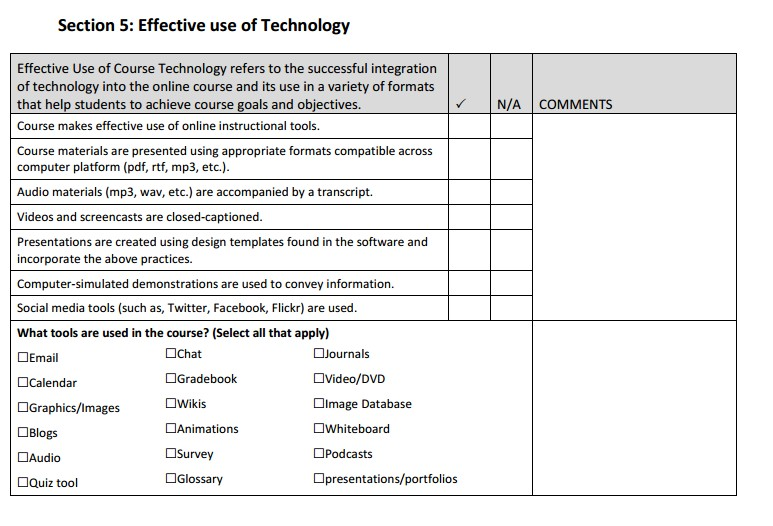 Section 5: Effective use of Technology
Effective Use of Course Technology refers to the successful integration
of technology into the online course and its use in a variety of formats
that help students to achieve course goals and objectives.
✓ N/A COMMENTS
Course makes effective use of online instructional tools.
Course materials are presented using appropriate formats compatible across
computer platform (pdf, rtf, mp3, etc.).
Audio materials (mp3, wav, etc.) are accompanied by a transcript.
Videos and screencasts are closed-captioned.
Presentations are created using design templates found in the software and
incorporate the above practices.
Computer-simulated demonstrations are used to convey information.
Social media tools (such as, Twitter, Facebook, Flickr) are used.
What tools are used in the course? (Select all that apply)
☐Email ☐Chat ☐Journals
☐Calendar ☐Gradebook ☐Video/DVD
☐Graphics/Images ☐Wikis ☐Image Database
☐Blogs ☐Animations ☐Whiteboard
☐Audio ☐Survey ☐Podcasts
☐Quiz tool ☐Glossary ☐presentations/portfolios